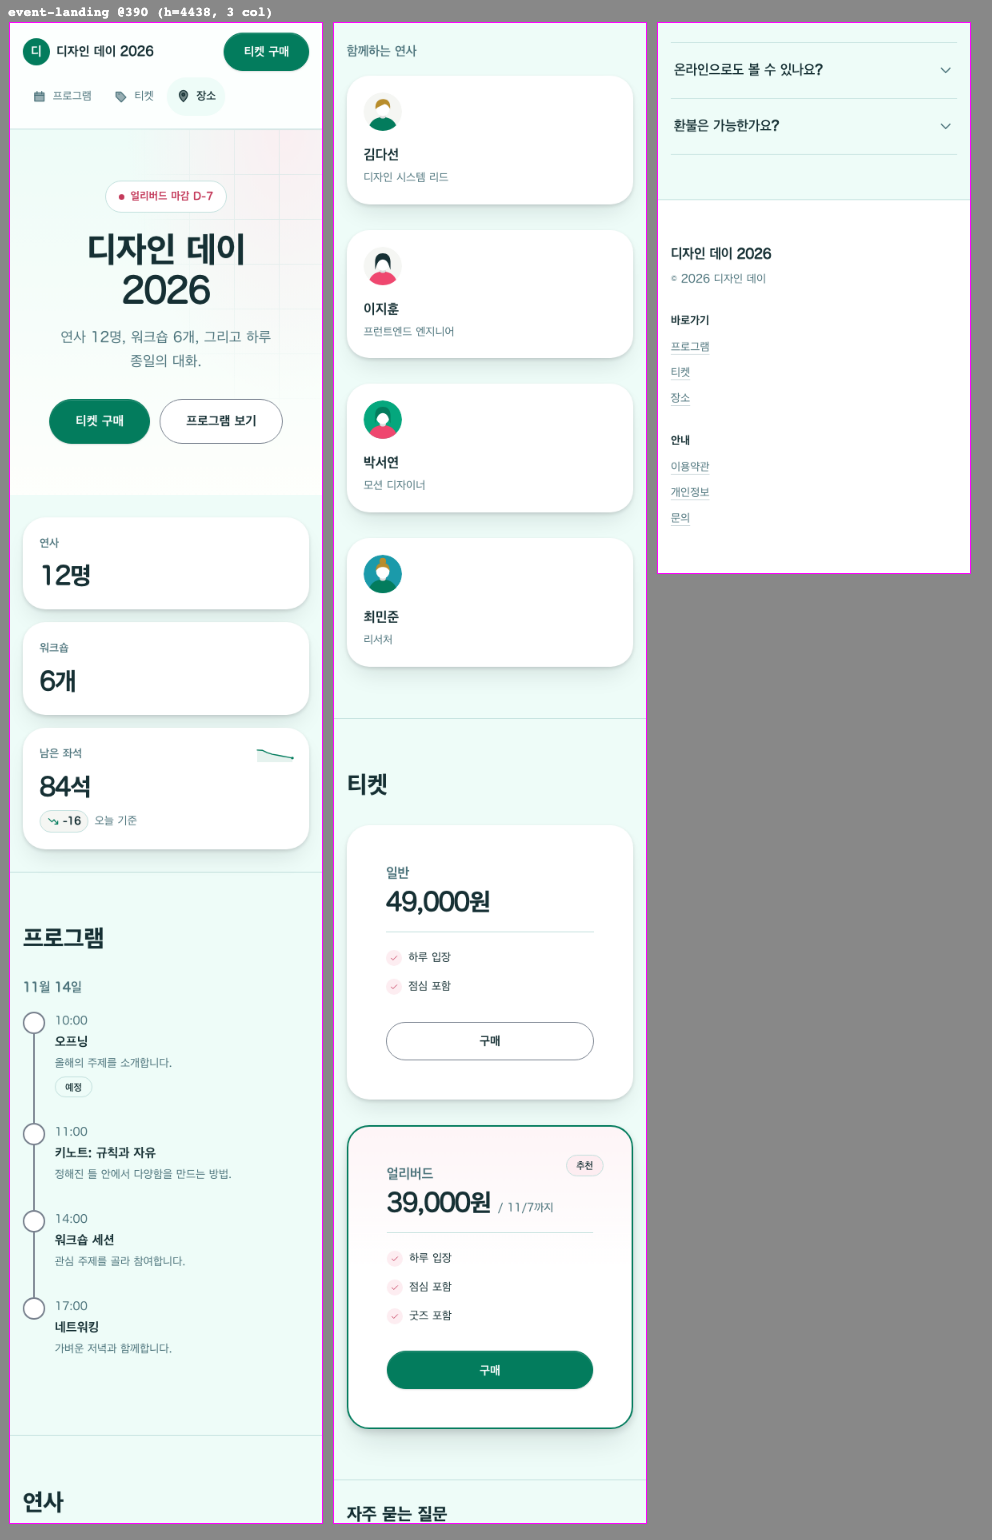 event-landing @390 (h=4438, 3 col)
디
디자인 데이 2026
티켓 구매
프로그램
티켓
장소
얼리버드 마감 D-7
디자인 데이
2026
연사 12명, 워크숍 6개, 그리고 하루
종일의 대화.
티켓 구매
프로그램 보기
연사
12명
워크숍
6개
남은 좌석
84석
-16 오늘 기준
프로그램
11월 14일
10:00
오프닝
올해의 주제를 소개합니다.
예정
11:00
키노트: 규칙과 자유
정해진 틀 안에서 다양함을 만드는 방법.
14:00
워크숍 세션
관심 주제를 골라 참여합니다.
17:00
네트워킹
가벼운 저녁과 함께합니다.
연사
함께하는 연사
김다선
디자인 시스템 리드
이지훈
프런트엔드 엔지니어
박서연
모션 디자이너
최민준
리서처
티켓
일반
49,000원
하루 입장
점심 포함
구매
추천
얼리버드
39,000원 / 11/7까지
하루 입장
점심 포함
굿즈 포함
구매
자주 묻는 질문
온라인으로도 볼 수 있나요?
환불은 가능한가요?
디자인 데이 2026
© 2026 디자인 데이
바로가기
프로그램
티켓
장소
안내
이용약관
개인정보
문의